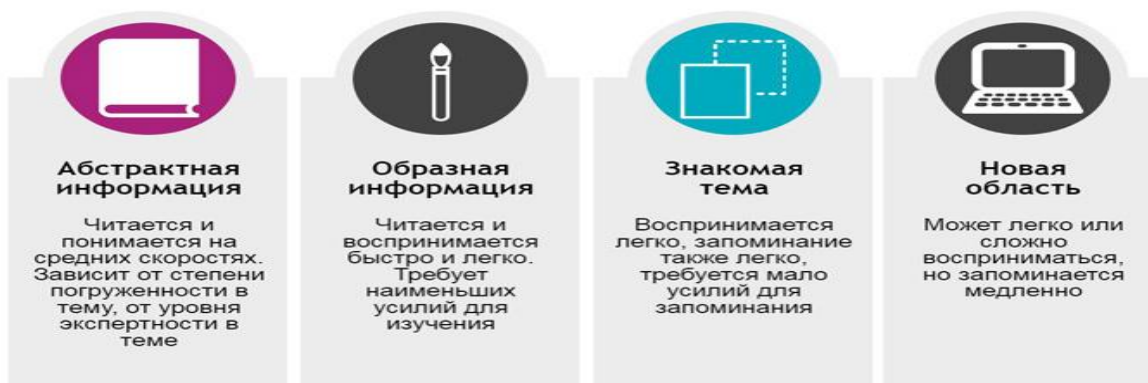 Абстрактная
информация
Читается и
понимается на
средних скоростях.
Зависит от степени
погруженности в
тему, от уровня
экспертности в
теме
Образная
информация
Читается и
воспринимается
быстро и легко.
Требует
наименьших
усилий для
изучения
Знакомая
тема
Воспринимается
легко, запоминание
также легко,
требуется мало
усилий для
запоминания
Новая
область
Может легко или
сложно
восприниматься,
но запоминается
медленно